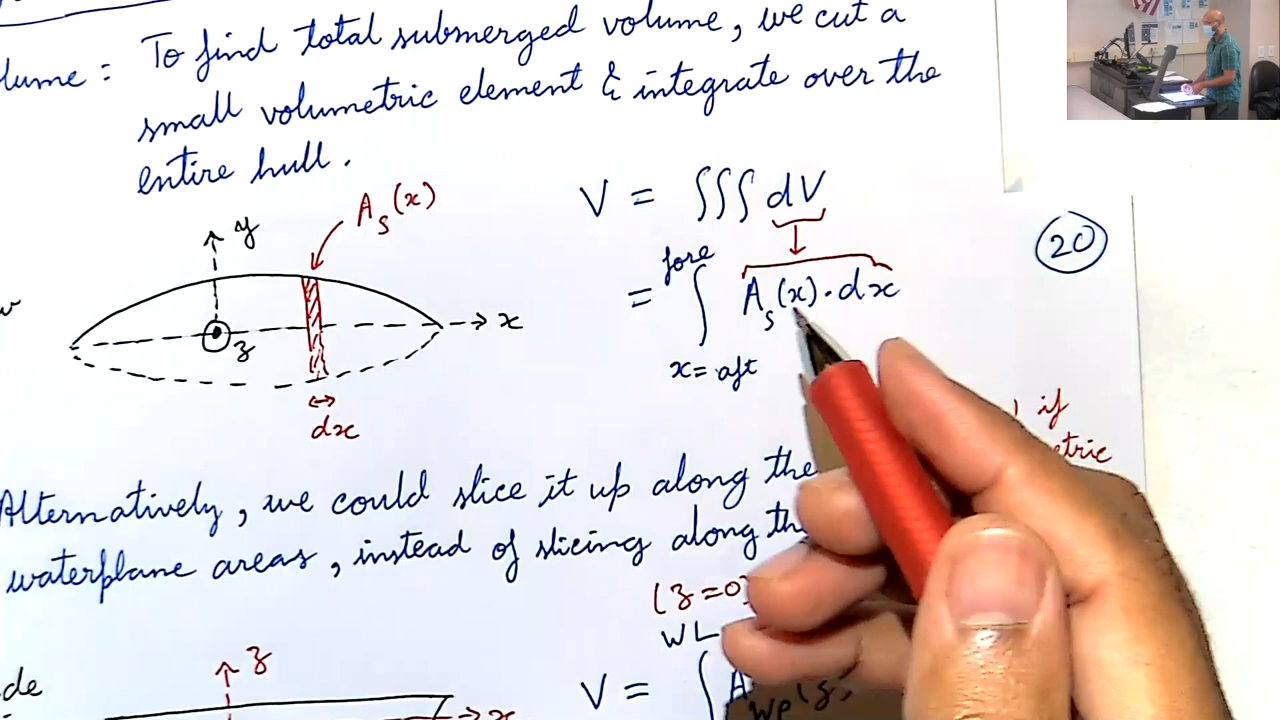 lume : To find total submerged volume, we cut a
small volumetric element & integrate over the
entire hull.
A_S(x)
y
x
z
dx
V = ∫∫∫ dV
fore
= ∫ A_S(x) · dx
x = aft
20
if
etric
Alternatively, we could slice it up along the
waterplane areas, instead of slicing along th
(z=0)
WL
V = ∫ A_WP(z,
de
z
x